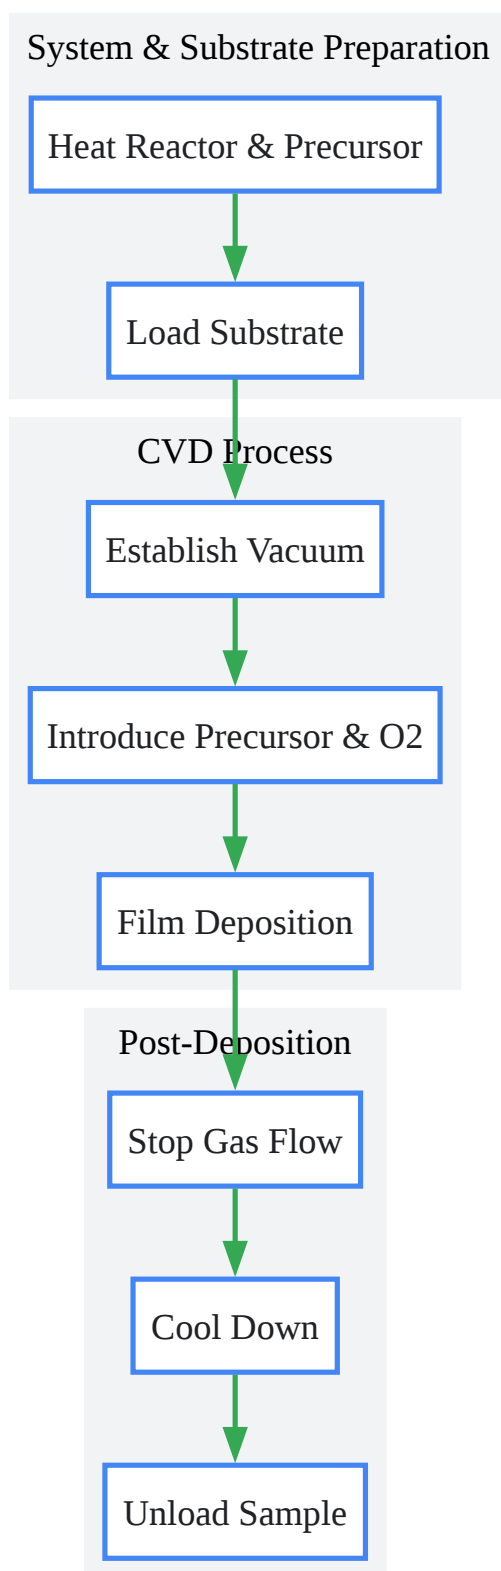 System & Substrate Preparation
Heat Reactor & Precursor
Load Substrate
CVD Process
Establish Vacuum
Introduce Precursor & O2
Film Deposition
Post-Deposition
Stop Gas Flow
Cool Down
Unload Sample